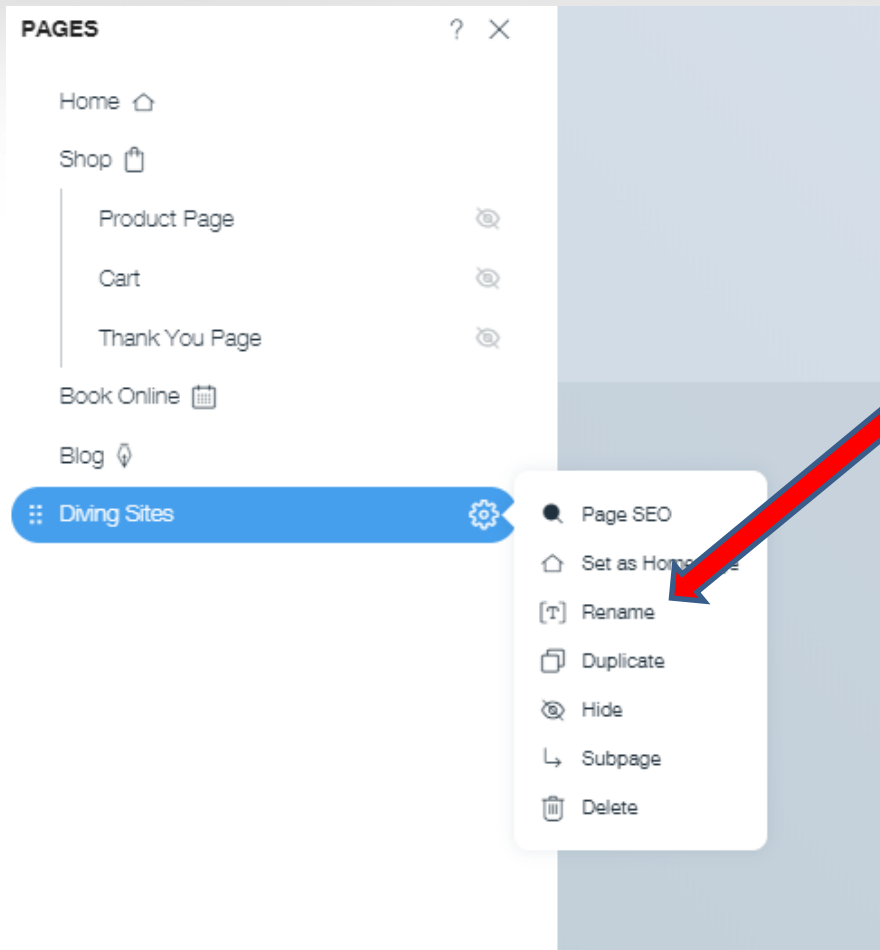 PAGES ?
Home
Shop
Product Page
Cart
Thank You Page
Book Online
Blog
Diving Sites
Page SEO
Set as Home
Rename
Duplicate
Hide
Subpage
Delete